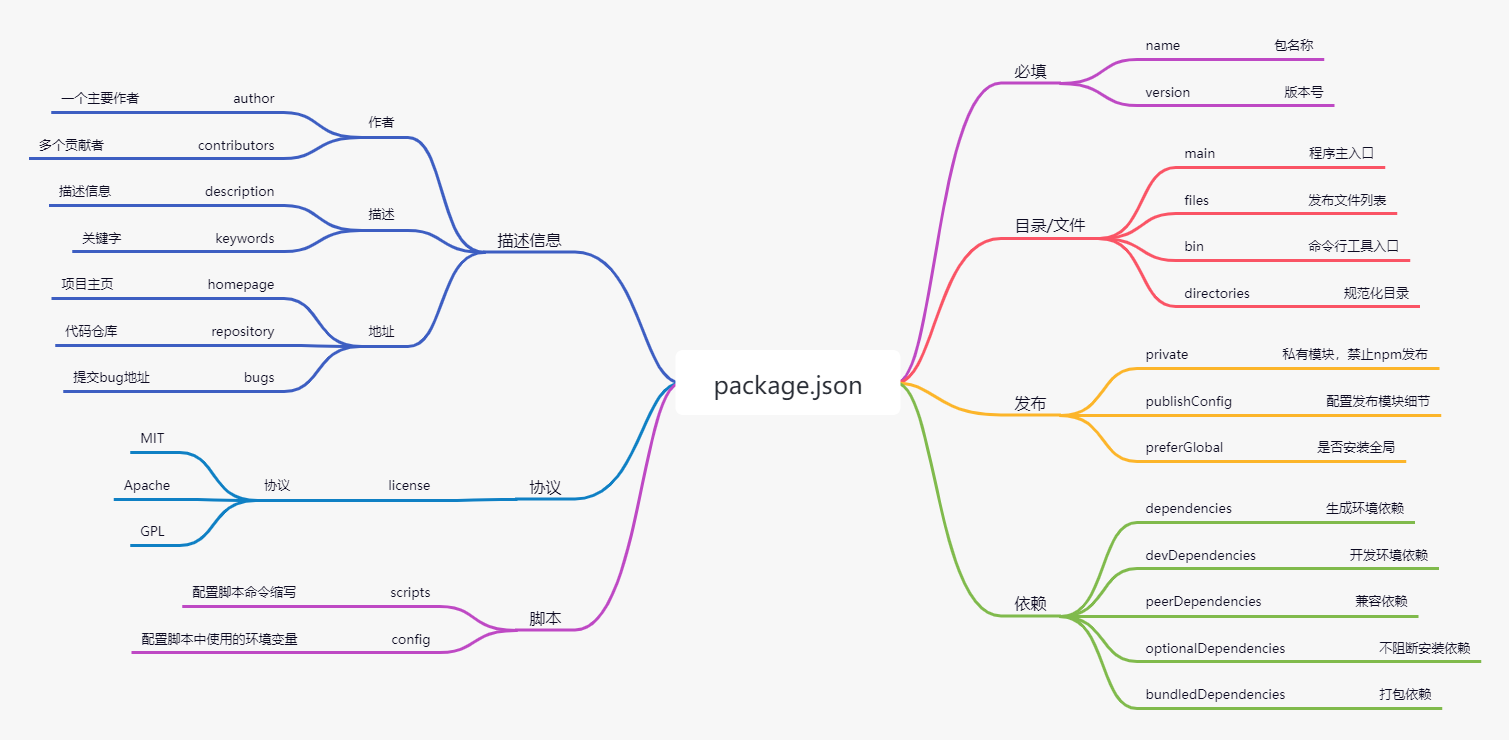 package.json
必填
name 包名称
version 版本号
目录/文件
main 程序主入口
files 发布文件列表
bin 命令行工具入口
directories 规范化目录
发布
private 私有模块，禁止npm发布
publishConfig 配置发布模块细节
preferGlobal 是否安装全局
依赖
dependencies 生成环境依赖
devDependencies 开发环境依赖
peerDependencies 兼容依赖
optionalDependencies 不阻断安装依赖
bundledDependencies 打包依赖
描述信息
作者
一个主要作者 author
多个贡献者 contributors
描述
描述信息 description
关键字 keywords
地址
项目主页 homepage
代码仓库 repository
提交bug地址 bugs
协议
license
协议
MIT
Apache
GPL
脚本
配置脚本命令缩写 scripts
配置脚本中使用的环境变量 config